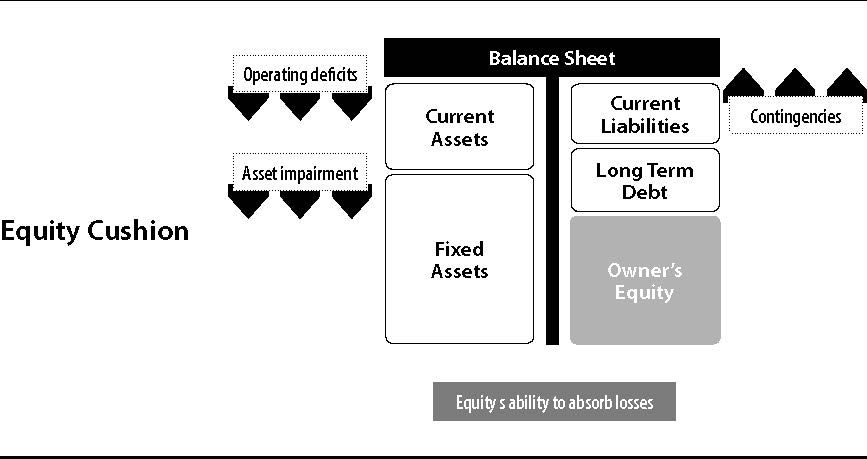 Balance Sheet
Operating deficits
Current
Assets
Current
Liabilities
Contingencies
Asset impairment
Long Term
Debt
Equity Cushion
Fixed
Assets
Owner's
Equity
Equity s ability to absorb losses